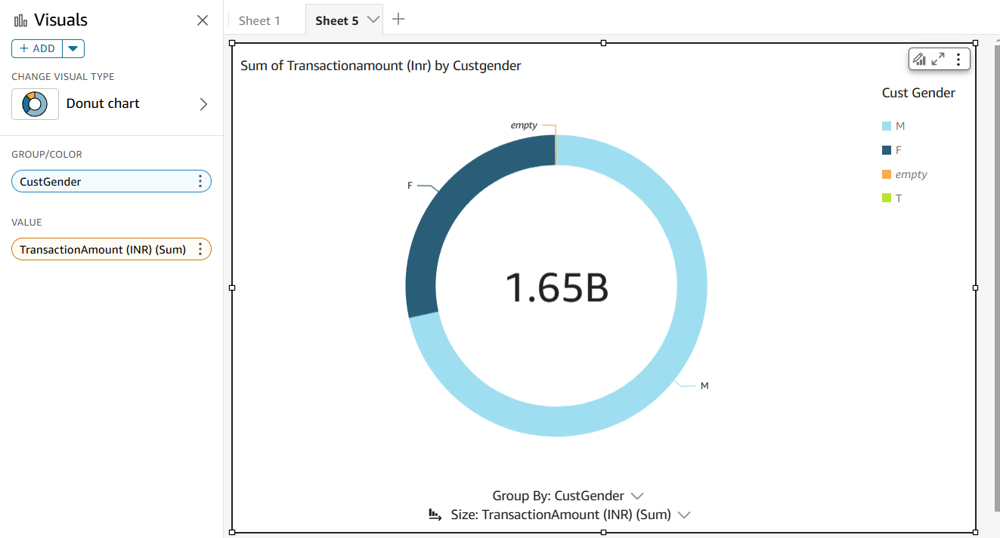 Visuals
+ ADD
CHANGE VISUAL TYPE
Donut chart
GROUP/COLOR
CustGender
VALUE
TransactionAmount (INR) (Sum)
Sheet 1
Sheet 5
Sum of Transactionamount (Inr) by Custgender
Cust Gender
M
F
empty
T
empty
F
1.65B
M
Group By: CustGender
Size: TransactionAmount (INR) (Sum)